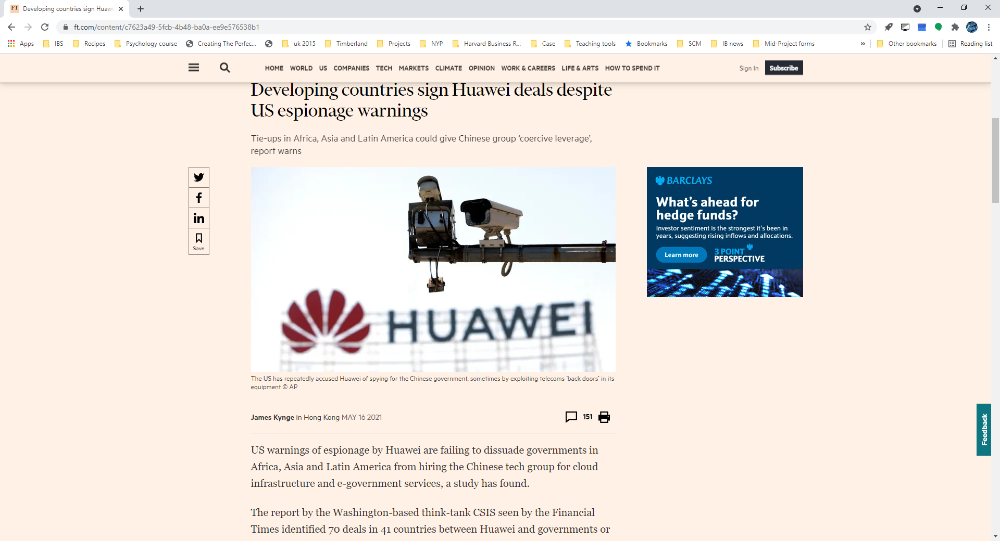 FT Developing countries sign Huaw
ft.com/content/c7623a49-5fcb-4b48-ba0a-ee9e576538b1
Apps IBS Recipes Psychology course Creating The Perfec... uk 2015 Timberland Projects NYP Harvard Business R... Case Teaching tools Bookmarks SCM IB news Mid-Project forms » Other bookmarks Reading list
HOME WORLD US COMPANIES TECH MARKETS CLIMATE OPINION WORK & CAREERS LIFE & ARTS HOW TO SPEND IT Sign In Subscribe
Developing countries sign Huawei deals despite
US espionage warnings
Tie-ups in Africa, Asia and Latin America could give Chinese group ‘coercive leverage’,
report warns
Save
HUAWEI
BARCLAYS
What’s ahead for
hedge funds?
Investor sentiment is the strongest it’s been in
years, suggesting rising inflows and allocations.
Learn more
3 POINT
PERSPECTIVE
The US has repeatedly accused Huawei of spying for the Chinese government, sometimes by exploiting telecoms ‘back doors’ in its
equipment © AP
James Kynge in Hong Kong MAY 16 2021
151
Feedback
US warnings of espionage by Huawei are failing to dissuade governments in
Africa, Asia and Latin America from hiring the Chinese tech group for cloud
infrastructure and e-government services, a study has found.
The report by the Washington-based think-tank CSIS seen by the Financial
Times identified 70 deals in 41 countries between Huawei and governments or